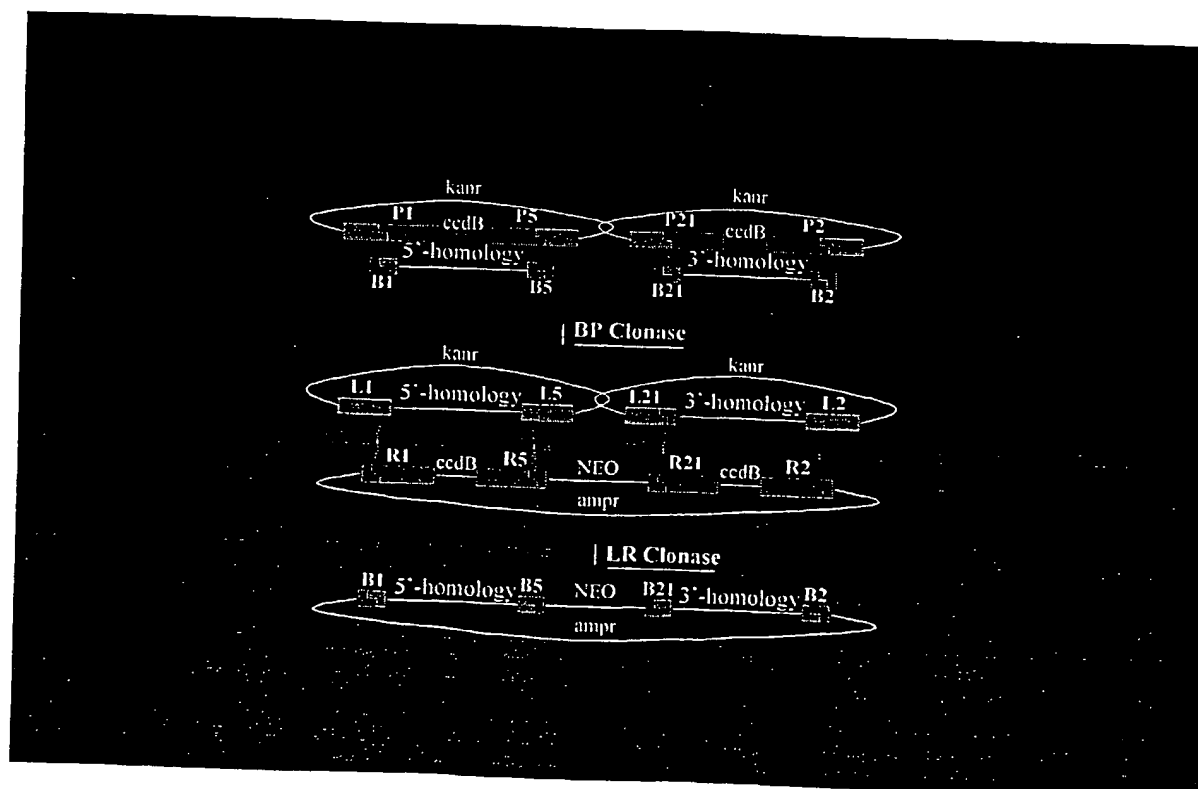 kanr kanr
P1 ccdB P5 P21 ccdB P2
5'-homology 3'-homology
B1 B5 B21 B2
BP Clonase
kanr kanr
L1 5'-homology L5 L21 3'-homology L2
R1 ccdB R5 NEO R21 ccdB R2
ampr
LR Clonase
B1 5'-homology B5 NEO B21 3'-homology B2
ampr